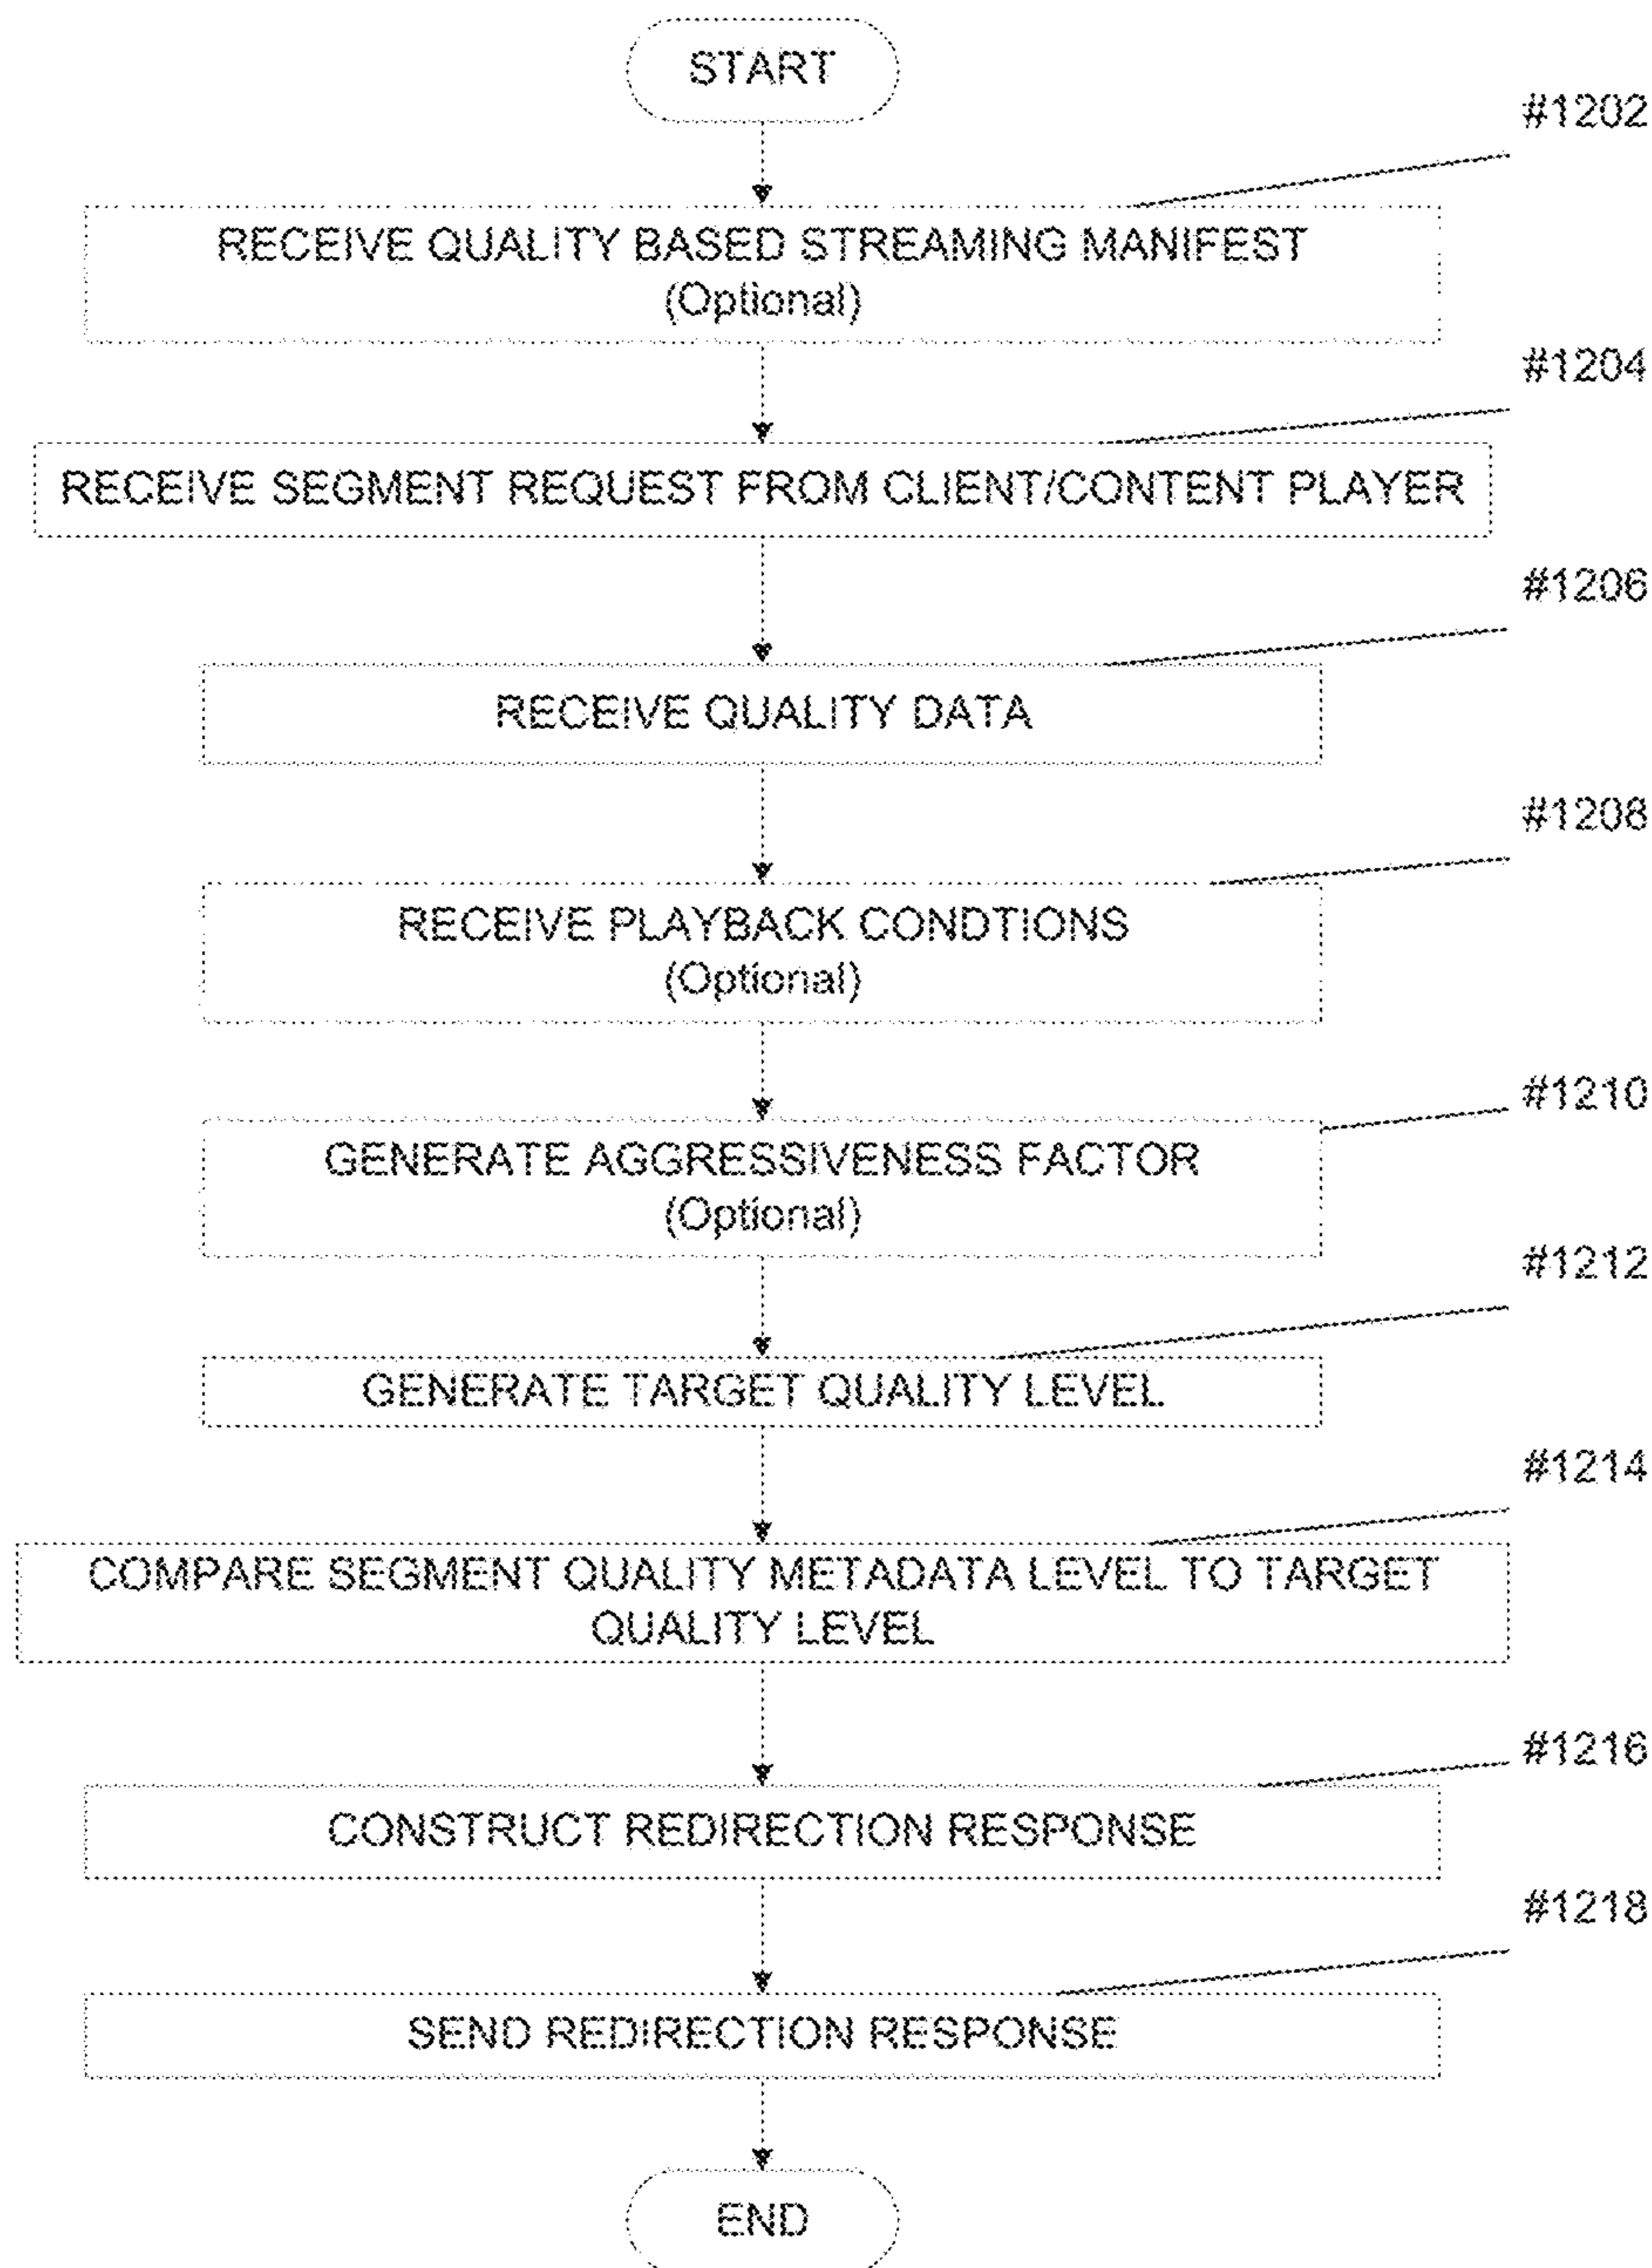 START
#1202
RECEIVE QUALITY BASED STREAMING MANIFEST
(Optional)
#1204
RECEIVE SEGMENT REQUEST FROM CLIENT/CONTENT PLAYER
#1206
RECEIVE QUALITY DATA
#1208
RECEIVE PLAYBACK CONDTIONS
(Optional)
#1210
GENERATE AGGRESSIVENESS FACTOR
(Optional)
#1212
GENERATE TARGET QUALITY LEVEL
#1214
COMPARE SEGMENT QUALITY METADATA LEVEL TO TARGET
QUALITY LEVEL
#1216
CONSTRUCT REDIRECTION RESPONSE
#1218
SEND REDIRECTION RESPONSE
END